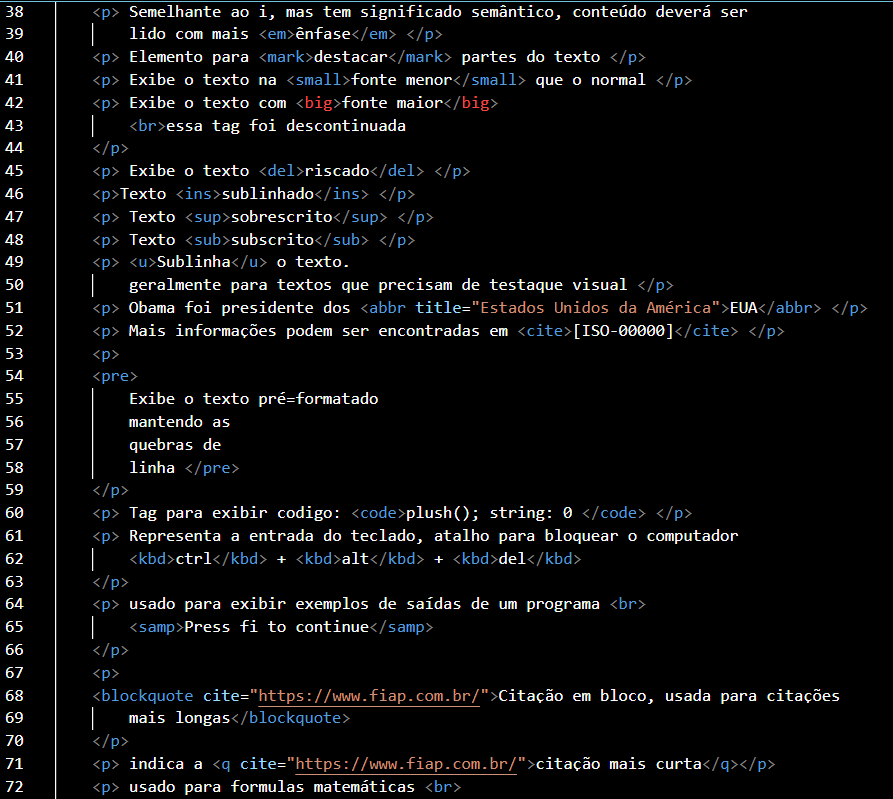 38 <p> Semelhante ao i, mas tem significado semântico, conteúdo deverá ser
39 lido com mais <em>ênfase</em> </p>
40 <p> Elemento para <mark>destacar</mark> partes do texto </p>
41 <p> Exibe o texto na <small>fonte menor</small> que o normal </p>
42 <p> Exibe o texto com <big>fonte maior</big>
43 <br>essa tag foi descontinuada
44 </p>
45 <p> Exibe o texto <del>riscado</del> </p>
46 <p>Texto <ins>sublinhado</ins> </p>
47 <p> Texto <sup>sobrescrito</sup> </p>
48 <p> Texto <sub>subscrito</sub> </p>
49 <p> <u>Sublinha</u> o texto.
50 geralmente para textos que precisam de testaque visual </p>
51 <p> Obama foi presidente dos <abbr title="Estados Unidos da América">EUA</abbr> </p>
52 <p> Mais informações podem ser encontradas em <cite>[ISO-00000]</cite> </p>
53 <p>
54 <pre>
55 Exibe o texto pré=formatado
56 mantendo as
57 quebras de
58 linha </pre>
59 </p>
60 <p> Tag para exibir codigo: <code>plush(); string: 0 </code> </p>
61 <p> Representa a entrada do teclado, atalho para bloquear o computador
62 <kbd>ctrl</kbd> + <kbd>alt</kbd> + <kbd>del</kbd>
63 </p>
64 <p> usado para exibir exemplos de saídas de um programa <br>
65 <samp>Press fi to continue</samp>
66 </p>
67 <p>
68 <blockquote cite="https://www.fiap.com.br/">Citação em bloco, usada para citações
69 mais longas</blockquote>
70 </p>
71 <p> indica a <q cite="https://www.fiap.com.br/">citação mais curta</q></p>
72 <p> usado para formulas matemáticas <br>